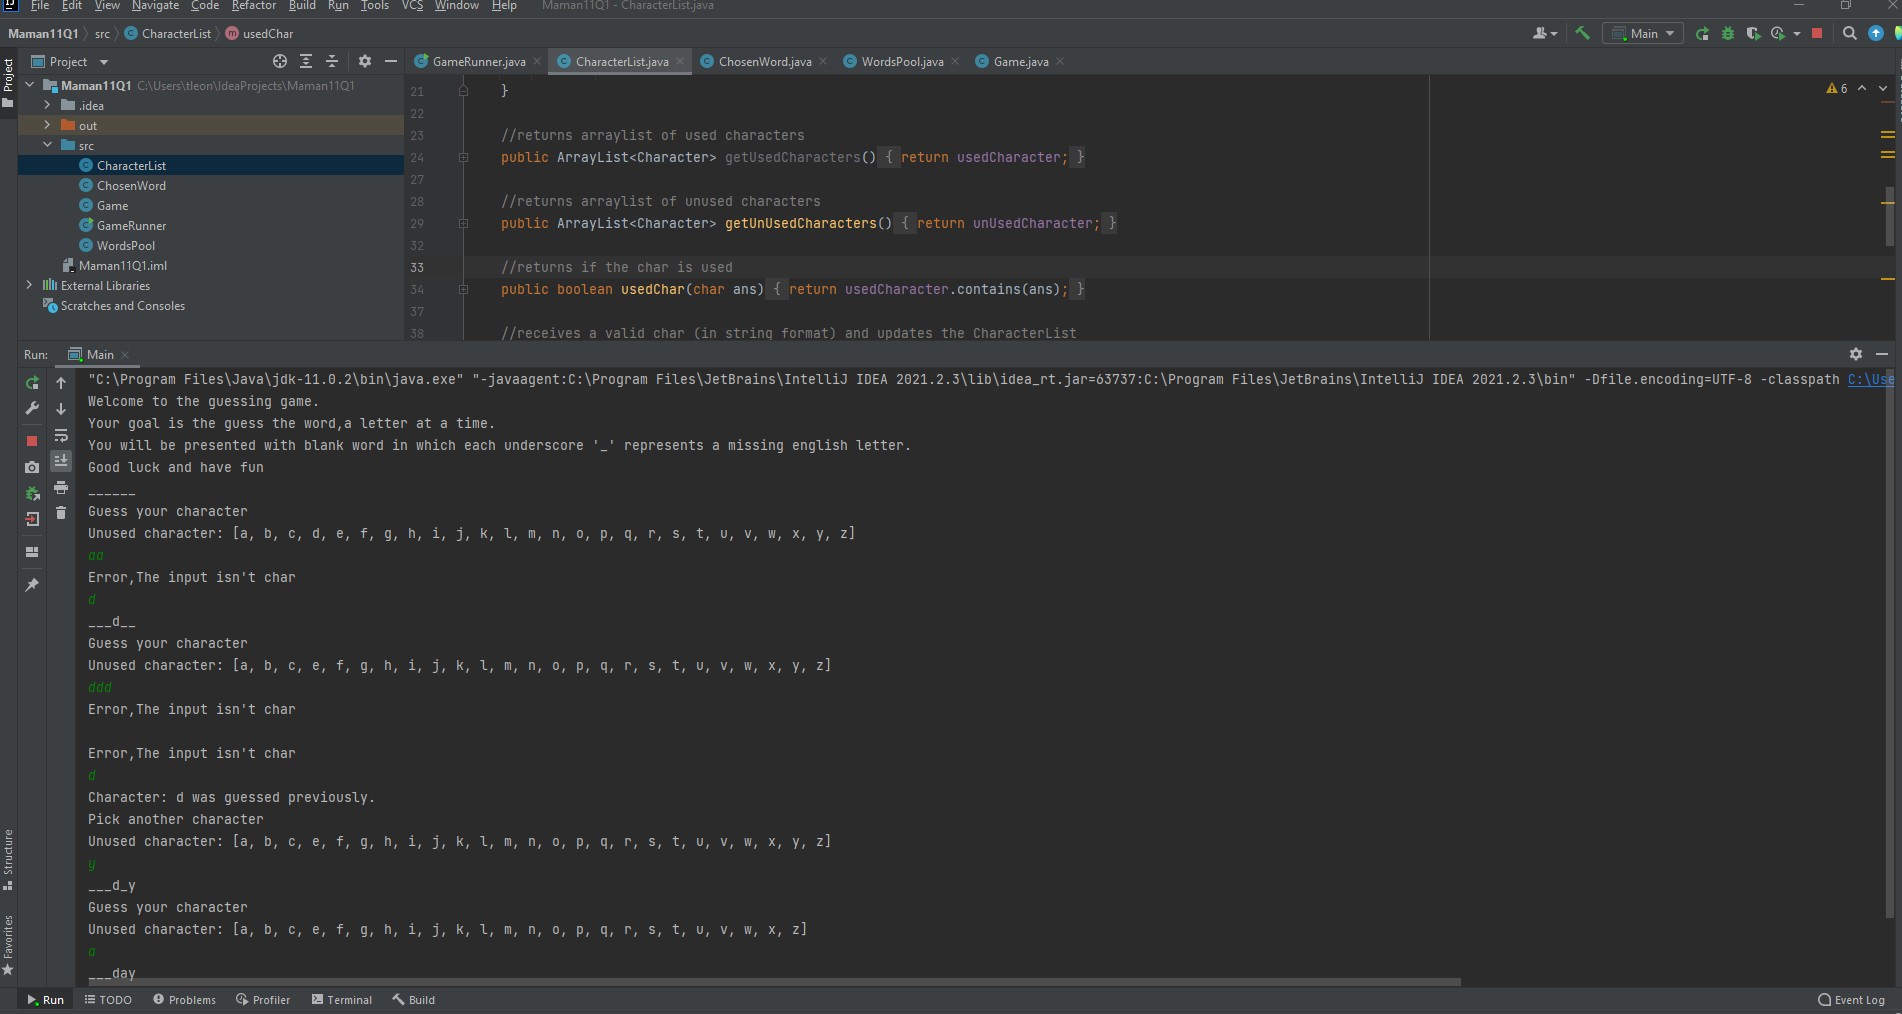 File Edit View Navigate Code Refactor Build Run Tools VCS Window Help Maman11Q1 - CharacterList.java
Maman11Q1 src CharacterList usedChar Main
Project
Project
GameRunner.java CharacterList.java ChosenWord.java WordsPool.java Game.java
Maman11Q1 C:\Users\tleon\IdeaProjects\Maman11Q1
.idea
out
src
CharacterList
ChosenWord
Game
GameRunner
WordsPool
Maman11Q1.iml
External Libraries
Scratches and Consoles
6
21 }
22
23 //returns arraylist of used characters
24 public ArrayList<Character> getUsedCharacters() { return usedCharacter; }
27
28 //returns arraylist of unused characters
29 public ArrayList<Character> getUnUsedCharacters() { return unUsedCharacter; }
32
33 //returns if the char is used
34 public boolean usedChar(char ans) { return usedCharacter.contains(ans); }
37
38 //receives a valid char (in string format) and updates the CharacterList
Run: Main
"C:\Program Files\Java\jdk-11.0.2\bin\java.exe" "-javaagent:C:\Program Files\JetBrains\IntelliJ IDEA 2021.2.3\lib\idea_rt.jar=63737:C:\Program Files\JetBrains\IntelliJ IDEA 2021.2.3\bin" -Dfile.encoding=UTF-8 -classpath C:\Use
Welcome to the guessing game.
Your goal is the guess the word,a letter at a time.
You will be presented with blank word in which each underscore '_' represents a missing english letter.
Good luck and have fun
______
Guess your character
Unused character: [a, b, c, d, e, f, g, h, i, j, k, l, m, n, o, p, q, r, s, t, u, v, w, x, y, z]
aa
Error,The input isn't char
d
___d__
Guess your character
Unused character: [a, b, c, e, f, g, h, i, j, k, l, m, n, o, p, q, r, s, t, u, v, w, x, y, z]
ddd
Error,The input isn't char
Error,The input isn't char
d
Character: d was guessed previously.
Pick another character
Unused character: [a, b, c, e, f, g, h, i, j, k, l, m, n, o, p, q, r, s, t, u, v, w, x, y, z]
y
___d_y
Guess your character
Unused character: [a, b, c, e, f, g, h, i, j, k, l, m, n, o, p, q, r, s, t, u, v, w, x, z]
a
___day
Structure
Favorites
Run TODO Problems Profiler Terminal Build Event Log